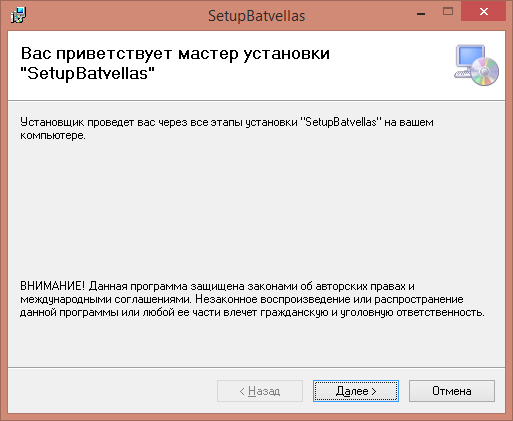 SetupBatvellas
Вас приветствует мастер установки
"SetupBatvellas"
Установщик проведет вас через все этапы установки "SetupBatvellas" на вашем
компьютере.
ВНИМАНИЕ! Данная программа защищена законами об авторских правах и
международными соглашениями. Незаконное воспроизведение или распространение
данной программы или любой ее части влечет гражданскую и уголовную ответственность.
< Назад
Далее >
Отмена